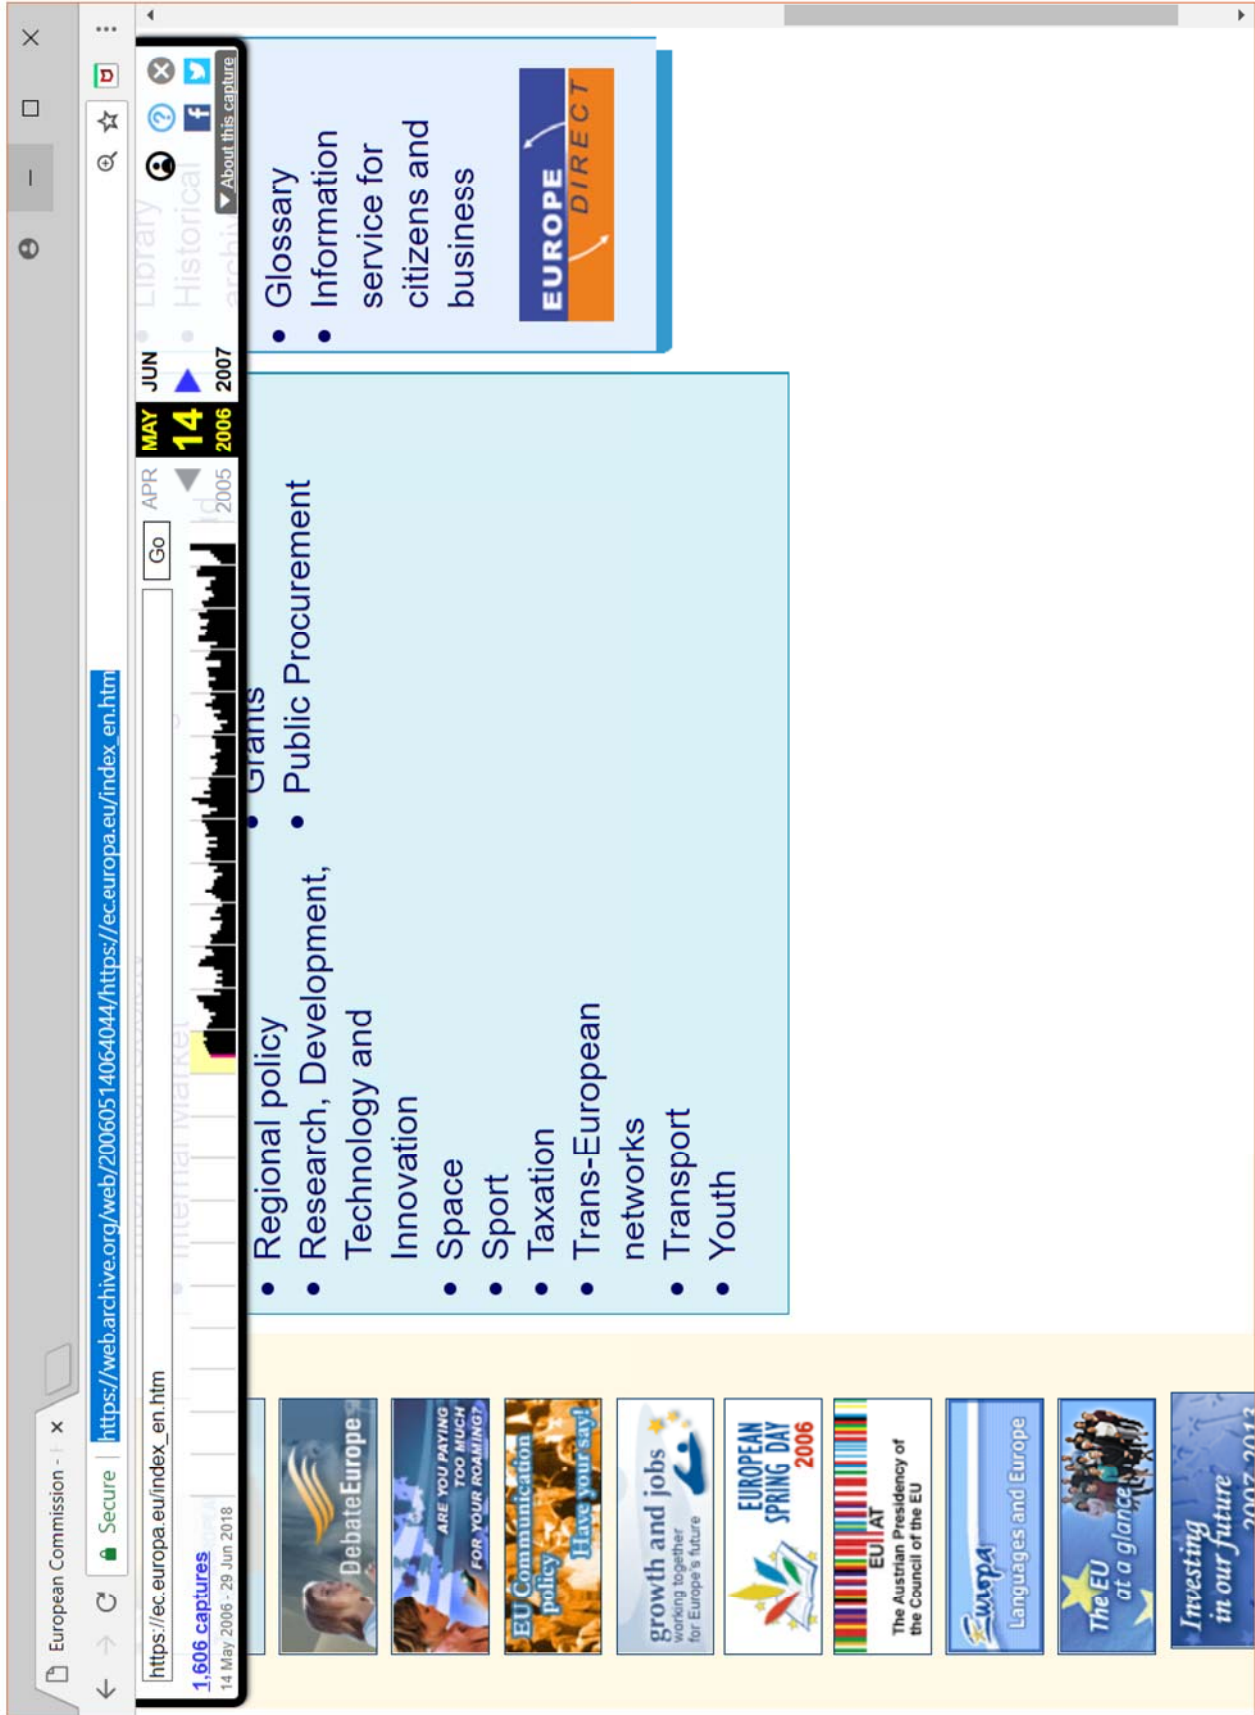 European Commission -
Secure
https://web.archive.org/web/20060514064044/https://ec.europa.eu/index_en.htm
https://ec.europa.eu/index_en.htm
Go
APR
MAY
JUN
14
2005
2006
2007
1,606 captures
14 May 2006 - 29 Jun 2018
About this capture
Library
Historical
Internal Market
DebateEurope
ARE YOU PAYING
TOO MUCH
FOR YOUR ROAMING?
EU Communication
policy
Have your say!
growth and jobs
working together
for Europe's future
EUROPEAN
SPRING DAY
2006
EU AT
The Austrian Presidency of
the Council of the EU
Europa
Languages and Europe
The EU
at a glance
Investing
in our future
2007-2013
Regional policy
Research, Development,
Technology and
Innovation
Space
Sport
Taxation
Trans-European
networks
Transport
Youth
Grants
Public Procurement
Glossary
Information
service for
citizens and
business
EUROPE
DIRECT